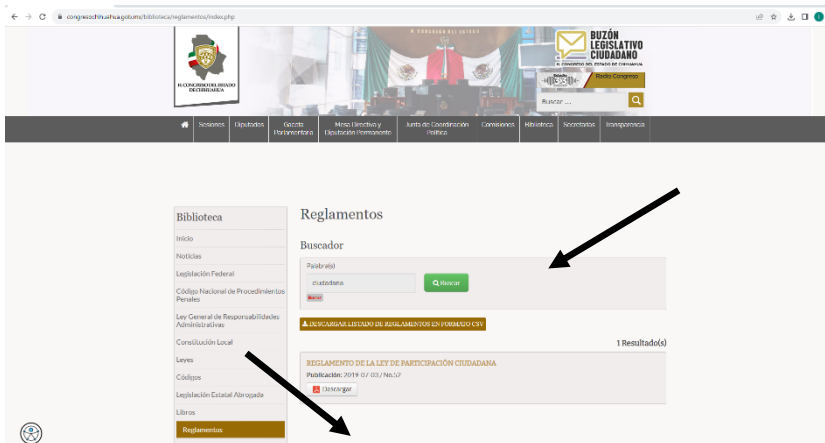 congresochihuahua.gob.mx/biblioteca/reglamentos/index.php
H. CONGRESO DEL ESTADO
H. CONGRESO DEL ESTADO
DE CHIHUAHUA
BUZÓN
LEGISLATIVO
CIUDADANO
H. CONGRESO DEL ESTADO DE CHIHUAHUA
Radio Congreso
Buscar ...
Sesiones
Diputados
Gaceta
Parlamentaria
Mesa Directiva y
Diputación Permanente
Junta de Coordinación
Política
Comisiones
Biblioteca
Secretarías
Transparencia
Biblioteca
Inicio
Noticias
Legislación Federal
Código Nacional de Procedimientos
Penales
Ley General de Responsabilidades
Administrativas
Constitución Local
Leyes
Códigos
Legislación Estatal Abrogada
Libros
Reglamentos
Reglamentos
Buscador
Palabra(s)
ciudadana
Buscar
Borrar
DESCARGAR LISTADO DE REGLAMENTOS EN FORMATO CSV
1 Resultado(s)
REGLAMENTO DE LA LEY DE PARTICIPACIÓN CIUDADANA
Publicación: 2019-07-03 / No.52
Descargar